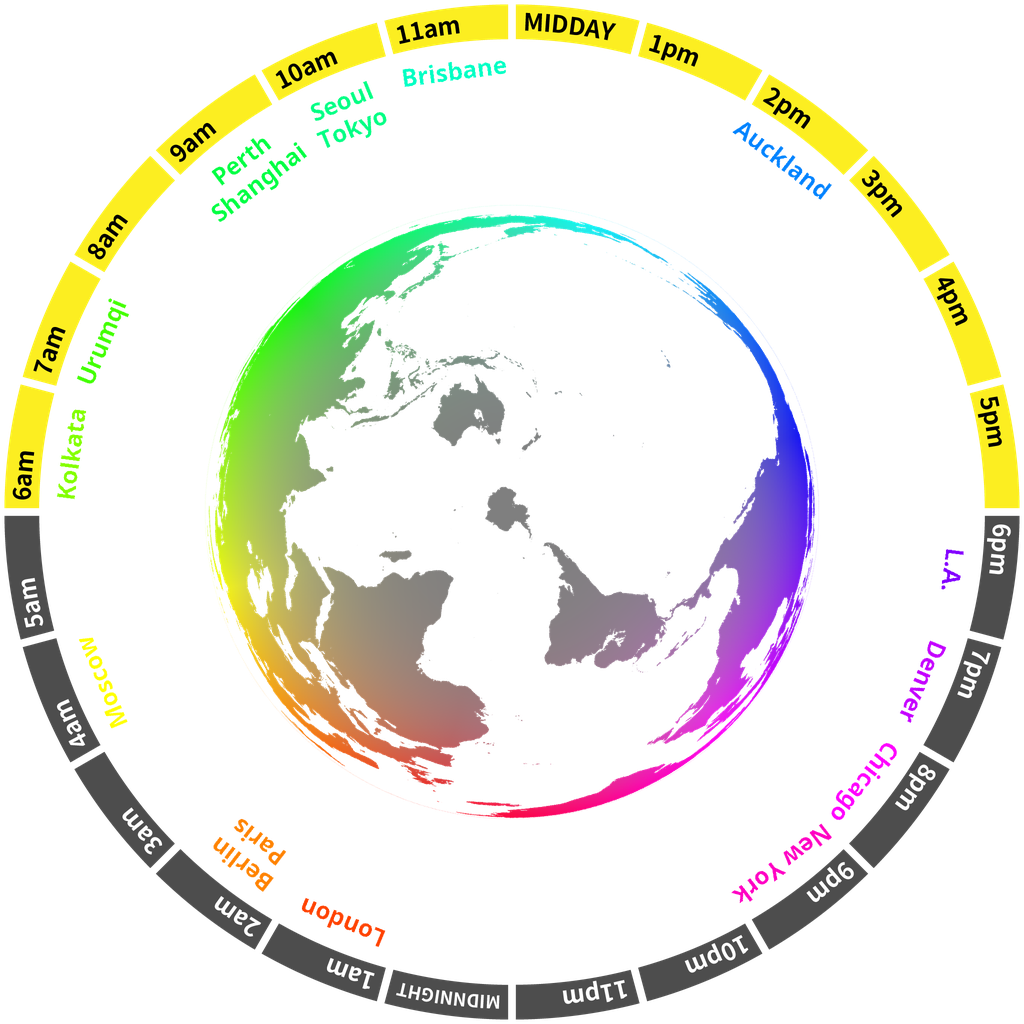 MIDDAY
1pm
2pm
3pm
4pm
5pm
6pm
7pm
8pm
9pm
10pm
11pm
MIDNNIGHT
1am
2am
3am
4am
5am
6am
7am
8am
9am
10am
11am
Brisbane
Auckland
L.A.
Denver
Chicago
New York
London
Berlin
Paris
Moscow
Kolkata
Urumqi
Perth
Shanghai
Seoul
Tokyo